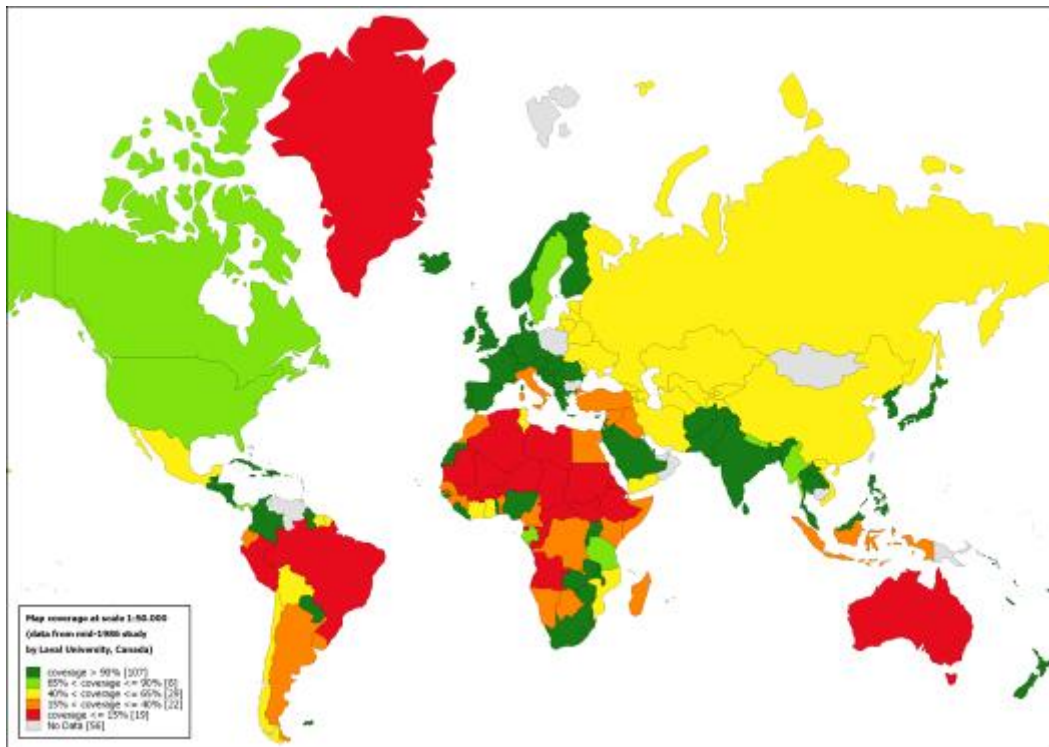 Map coverage at scale 1:50.000
(data from mid-1986 study
by Laval University, Canada)
coverage > 90% [107]
65% < coverage <= 90% [8]
40% < coverage <= 65% [29]
15% < coverage <= 40% [22]
coverage <= 15% [19]
No Data [56]